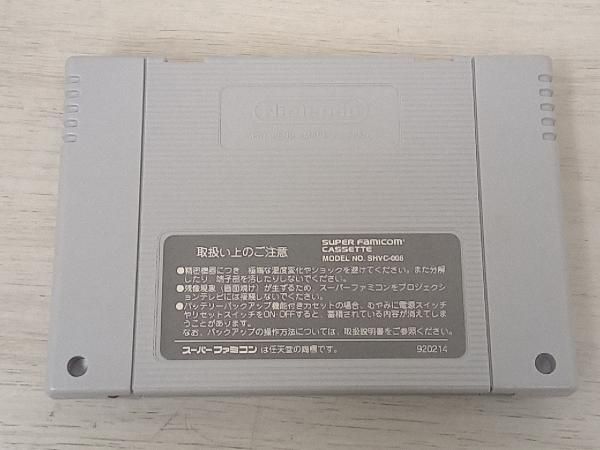 Nintendo
取扱い上のご注意
SUPER FAMICOM
CASSETTE
MODEL NO. SHVC-006
●精密機器につき、極端な温度変化やショックを避けてください。また分解
したり、端子部を汚したりしないでください。
●残像現象(画面焼け)が生ずるため、スーパーファミコンをプロジェクシ
ョンテレビには接続しないでください。
●バッテリーバックアップ機能付きカセットの場合、むやみに電源スイッチ
やリセットスイッチをON-OFFすると、蓄積されている内容が消えてしま
うことがあります。
なお、バックアップの操作方法については、取扱説明書をご参照ください。
スーパーファミコンは任天堂の商標です。 920214